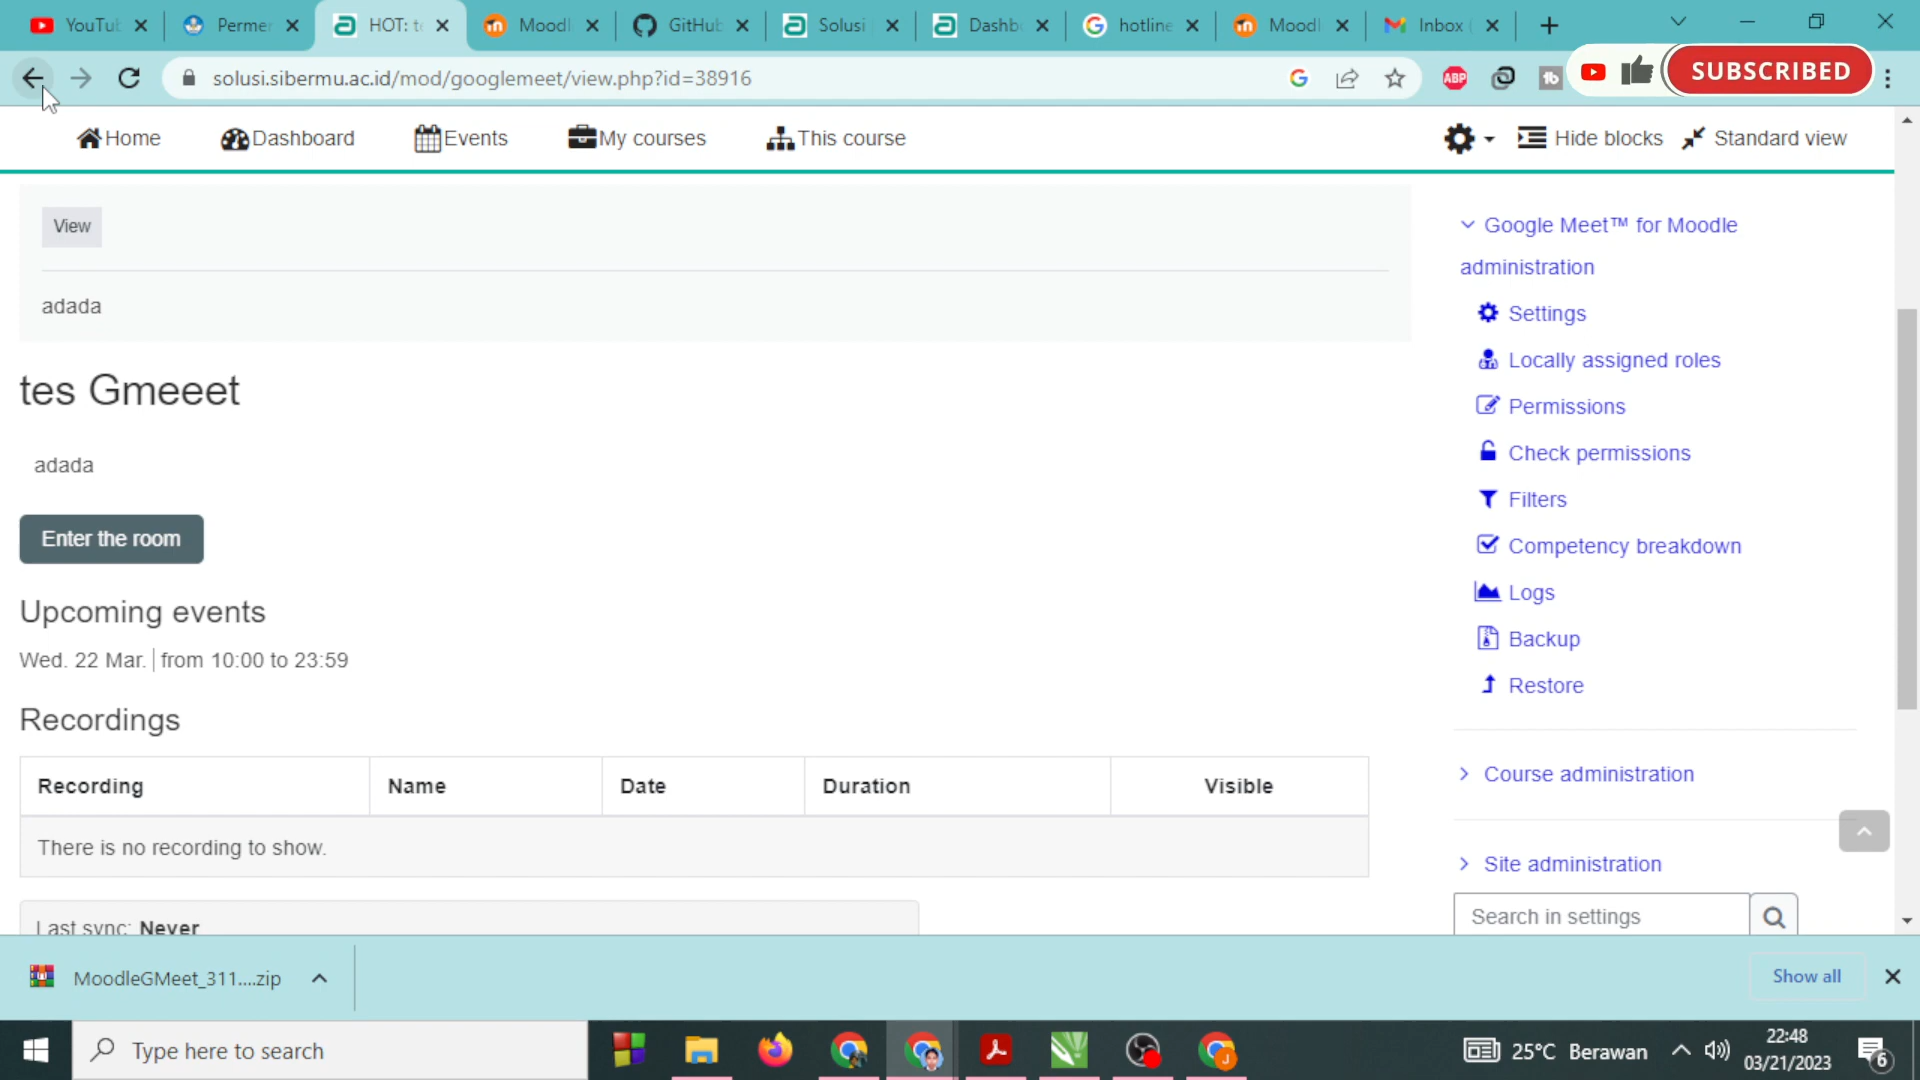 YouTub
Permer
HOT: te
Moodl
GitHub
Solusi
Dashb
hotline
Moodl
Inbox (
solusi.sibermu.ac.id/mod/googlemeet/view.php?id=38916
ABP
SUBSCRIBED
Home
Dashboard
Events
My courses
This course
Hide blocks
Standard view
View
adada
tes Gmeeet
adada
Enter the room
Upcoming events
Wed. 22 Mar. from 10:00 to 23:59
Recordings
Recording Name Date Duration Visible
There is no recording to show.
Last sync: Never
Google Meet™ for Moodle
administration
Settings
Locally assigned roles
Permissions
Check permissions
Filters
Competency breakdown
Logs
Backup
Restore
Course administration
Site administration
Search in settings
MoodleGMeet_311....zip
Show all
Type here to search
25°C Berawan
22:48
03/21/2023
6